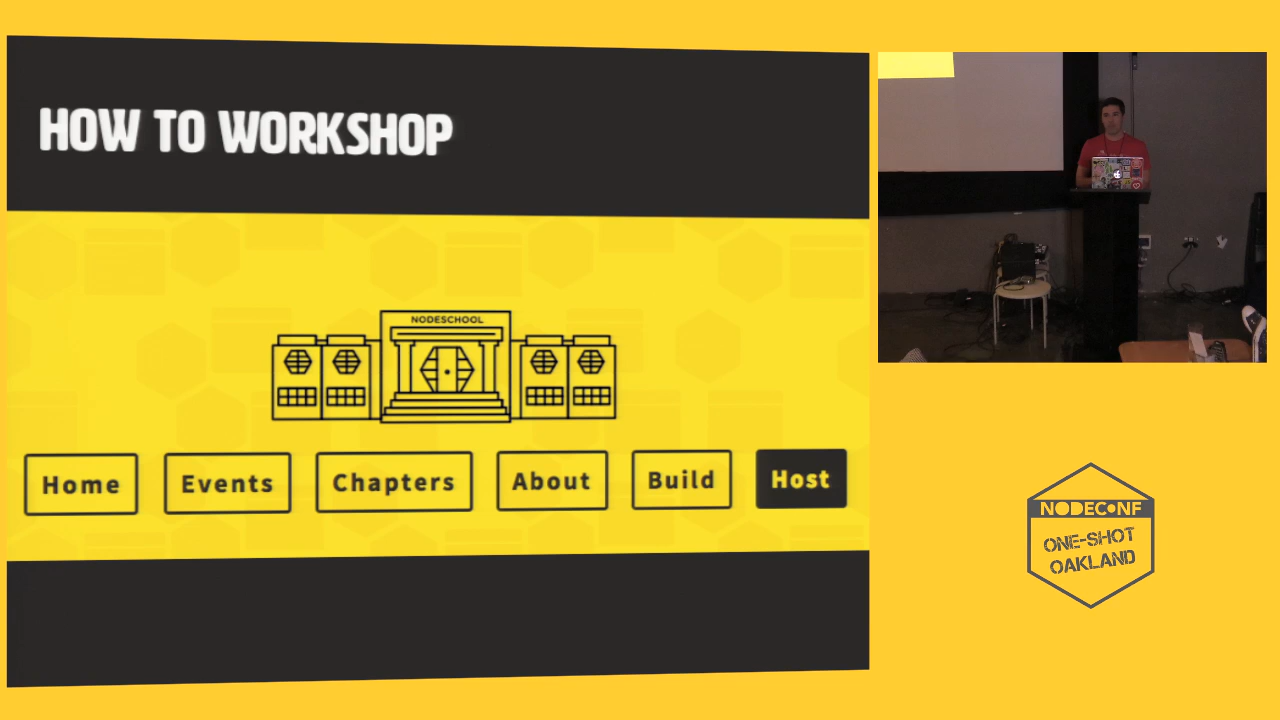 HOW TO WORKSHOP
NODESCHOOL
Home Events Chapters About Build Host
NODECONF
ONE-SHOT
OAKLAND